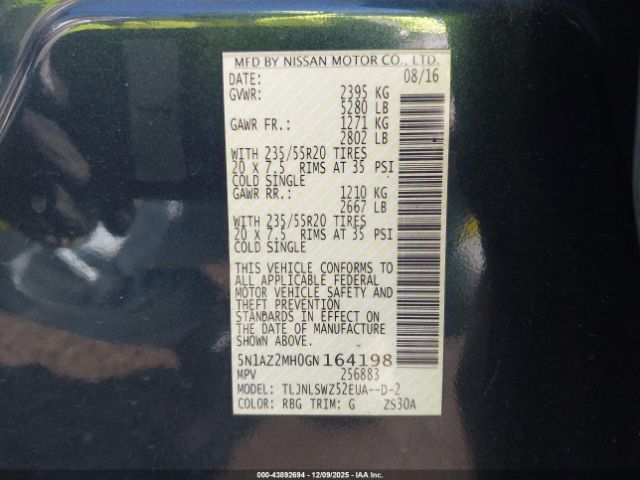 MFD BY NISSAN MOTOR CO., LTD.
DATE: 08/16
GVWR: 2395 KG
5280 LB
GAWR FR.: 1271 KG
2802 LB
WITH 235/55R20 TIRES
20 X 7.5 RIMS AT 35 PSI
COLD SINGLE
GAWR RR.: 1210 KG
2667 LB
WITH 235/55R20 TIRES
20 X 7.5 RIMS AT 35 PSI
COLD SINGLE
THIS VEHICLE CONFORMS TO
ALL APPLICABLE FEDERAL
MOTOR VEHICLE SAFETY AND
THEFT PREVENTION
STANDARDS IN EFFECT ON
THE DATE OF MANUFACTURE
SHOWN ABOVE.
5N1AZ2MH0GN164198
MPV 256883
MODEL: TLJNLSWZ52EUA--D-2
COLOR: RBG TRIM: G ZS30A
000-43892694 | 12/09/2025 - IAA Inc.